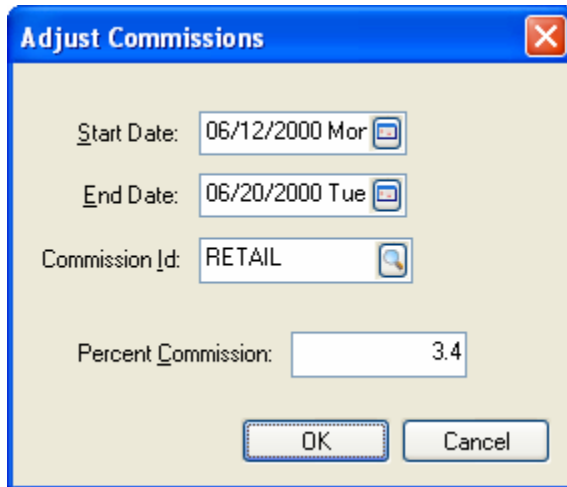 Adjust Commissions
Start Date: 06/12/2000 Mon
End Date: 06/20/2000 Tue
Commission Id: RETAIL
Percent Commission: 3.4
OK Cancel